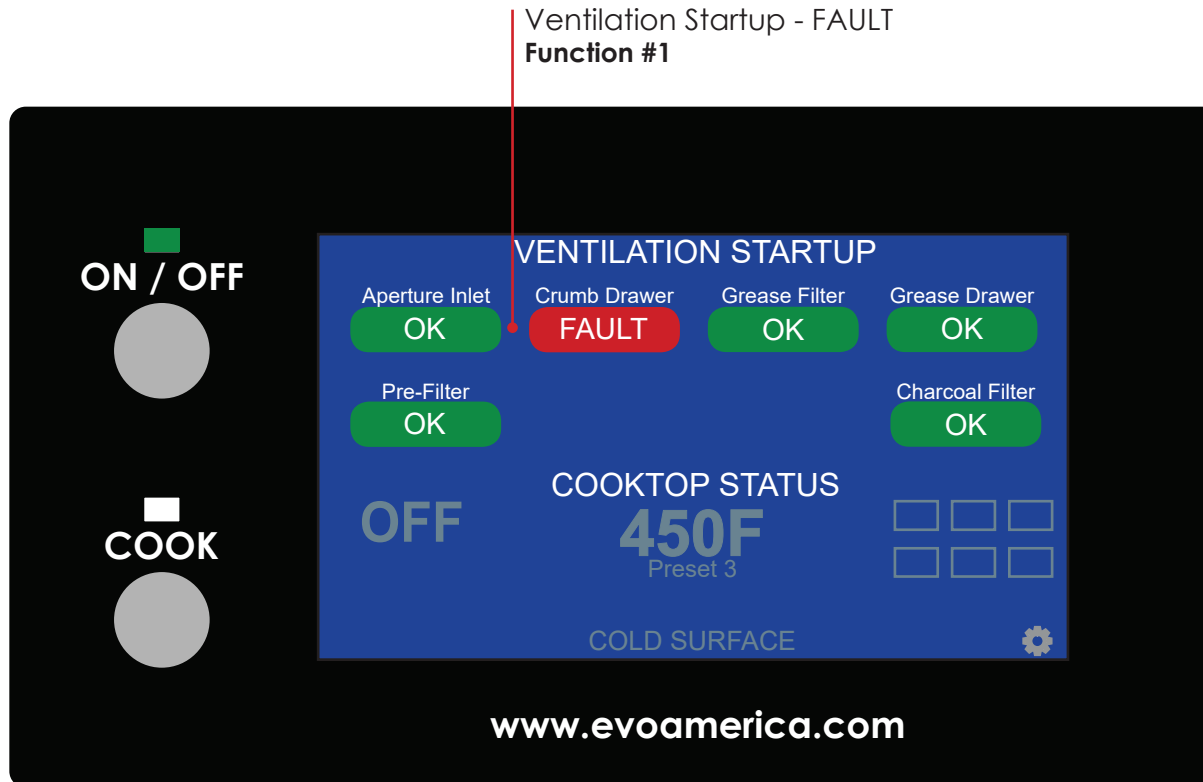 Ventilation Startup - FAULT
Function #1
VENTILATION STARTUP
ON / OFF
Aperture Inlet Crumb Drawer Grease Filter Grease Drawer
OK FAULT OK OK
Pre-Filter Charcoal Filter
OK OK
COOKTOP STATUS
OFF 450F
Preset 3
COOK
COLD SURFACE
www.evoamerica.com